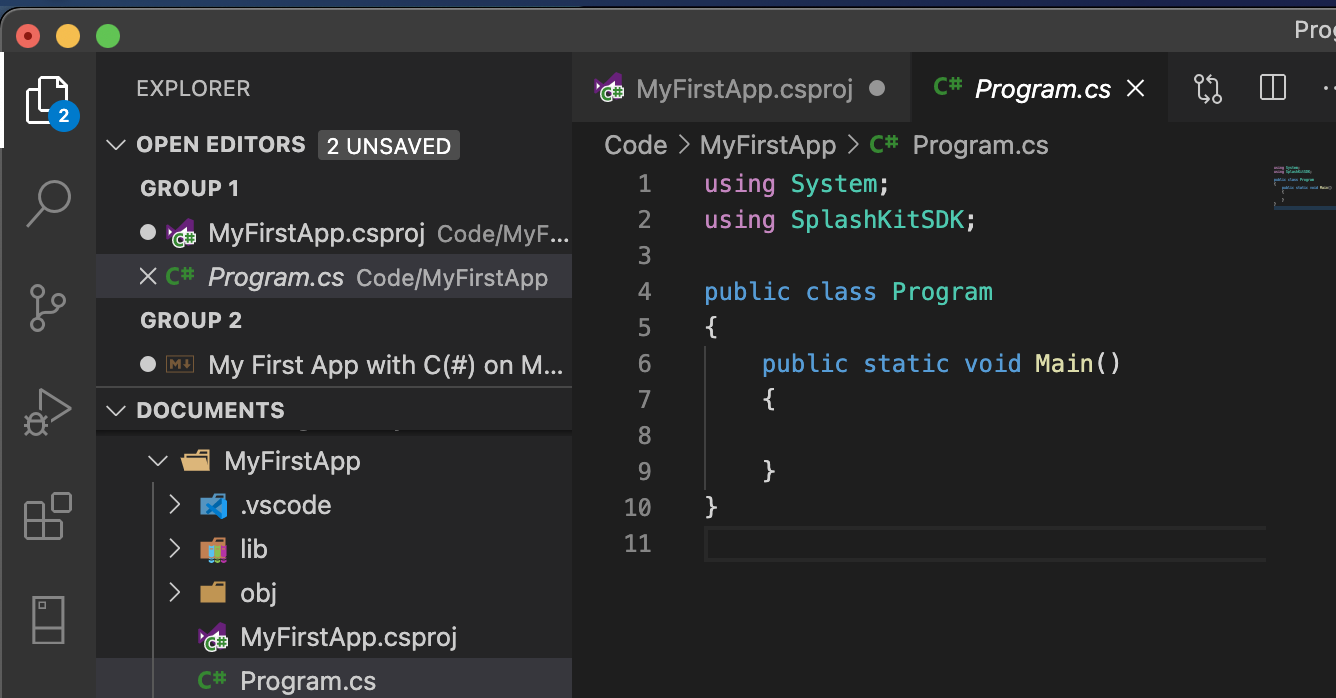 Prog
2
EXPLORER
OPEN EDITORS 2 UNSAVED
GROUP 1
MyFirstApp.csproj Code/MyF...
C# Program.cs Code/MyFirstApp
GROUP 2
M↓ My First App with C(#) on M...
DOCUMENTS
MyFirstApp
.vscode
lib
obj
MyFirstApp.csproj
C# Program.cs
MyFirstApp.csproj
C# Program.cs
Code > MyFirstApp > C# Program.cs
1 using System;
2 using SplashKitSDK;
3
4 public class Program
5 {
6     public static void Main()
7     {
8
9     }
10 }
11